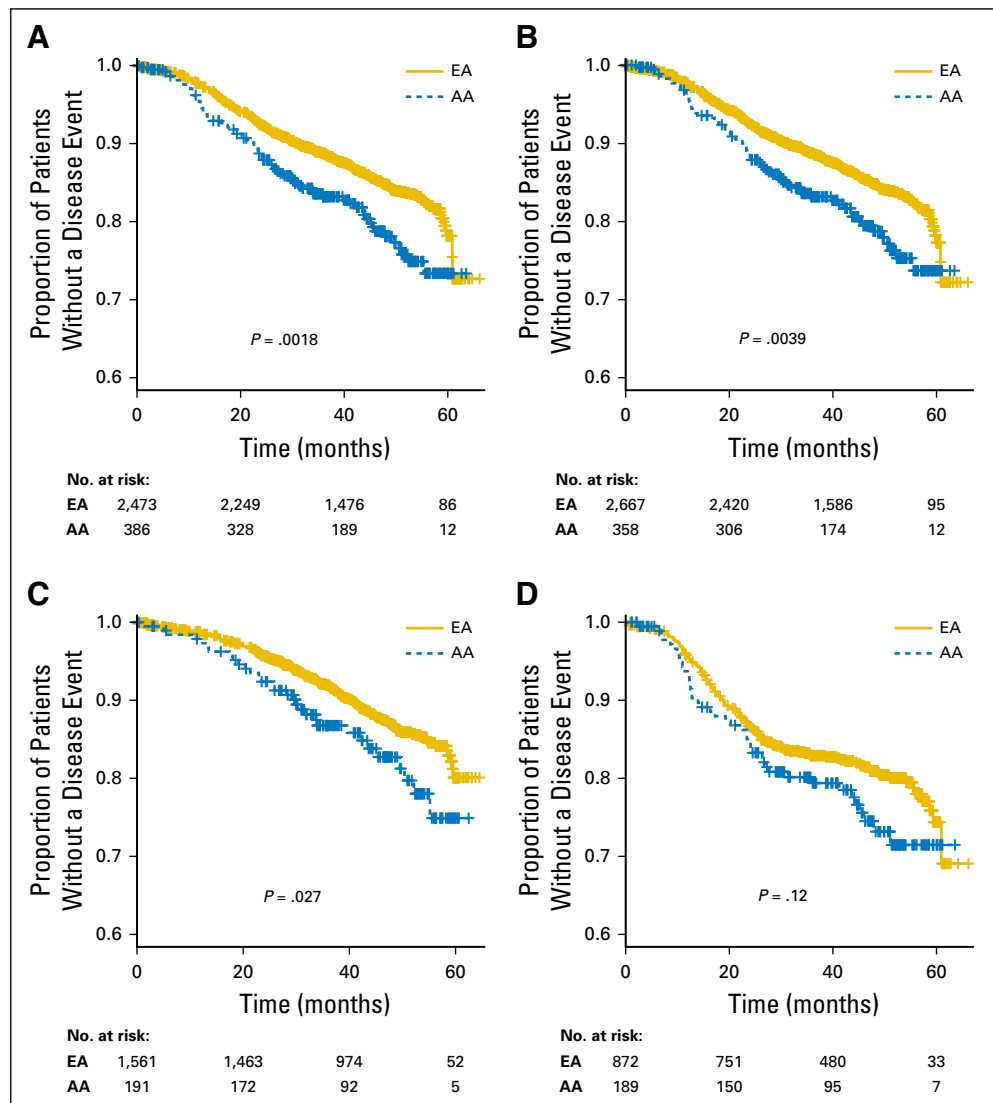 A
Proportion of Patients
Without a Disease Event
1.0
0.9
0.8
0.7
0.6
EA
AA
P = .0018
0 20 40 60
Time (months)
No. at risk:
EA 2,473 2,249 1,476 86
AA 386 328 189 12
B
Proportion of Patients
Without a Disease Event
1.0
0.9
0.8
0.7
0.6
EA
AA
P = .0039
0 20 40 60
Time (months)
No. at risk:
EA 2,667 2,420 1,586 95
AA 358 306 174 12
C
Proportion of Patients
Without a Disease Event
1.0
0.9
0.8
0.7
0.6
EA
AA
P = .027
0 20 40 60
Time (months)
No. at risk:
EA 1,561 1,463 974 52
AA 191 172 92 5
D
Proportion of Patients
Without a Disease Event
1.0
0.9
0.8
0.7
0.6
EA
AA
P = .12
0 20 40 60
Time (months)
No. at risk:
EA 872 751 480 33
AA 189 150 95 7